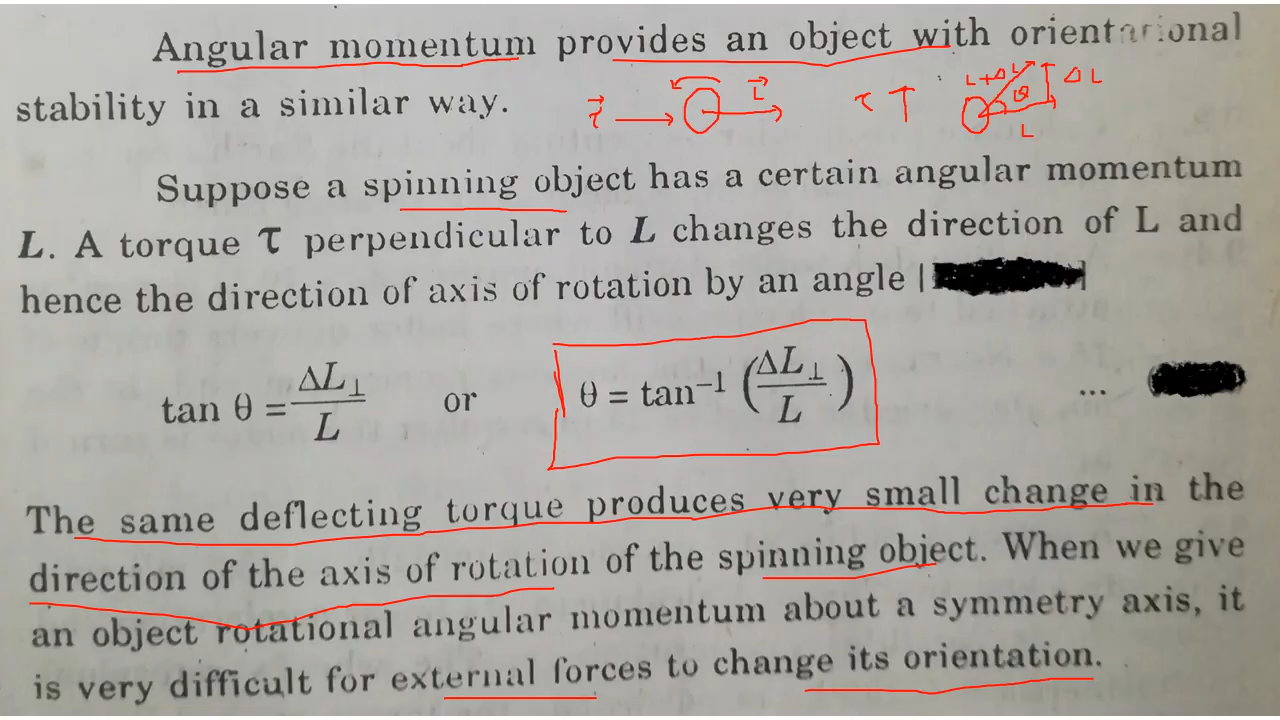 Angular momentum provides an object with orientational
stability in a similar way.
τ L τ L+ΔL θ ΔL L
Suppose a spinning object has a certain angular momentum
L. A torque τ perpendicular to L changes the direction of L and
hence the direction of axis of rotation by an angle |
tan θ = ΔL⊥/L or θ = tan⁻¹ (ΔL⊥/L) ...
The same deflecting torque produces very small change in the
direction of the axis of rotation of the spinning object. When we give
an object rotational angular momentum about a symmetry axis, it
is very difficult for external forces to change its orientation.